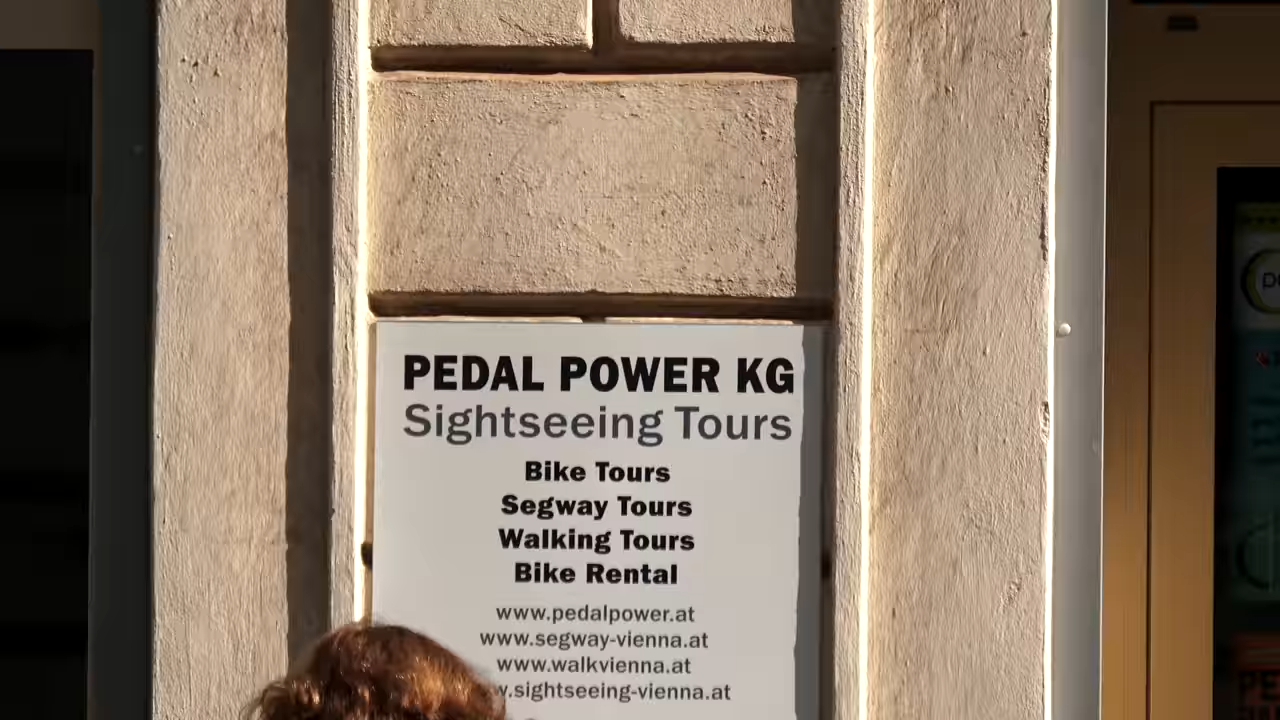 PEDAL POWER KG
Sightseeing Tours
Bike Tours
Segway Tours
Walking Tours
Bike Rental
www.pedalpower.at
www.segway-vienna.at
www.walkvienna.at
w.sightseeing-vienna.at